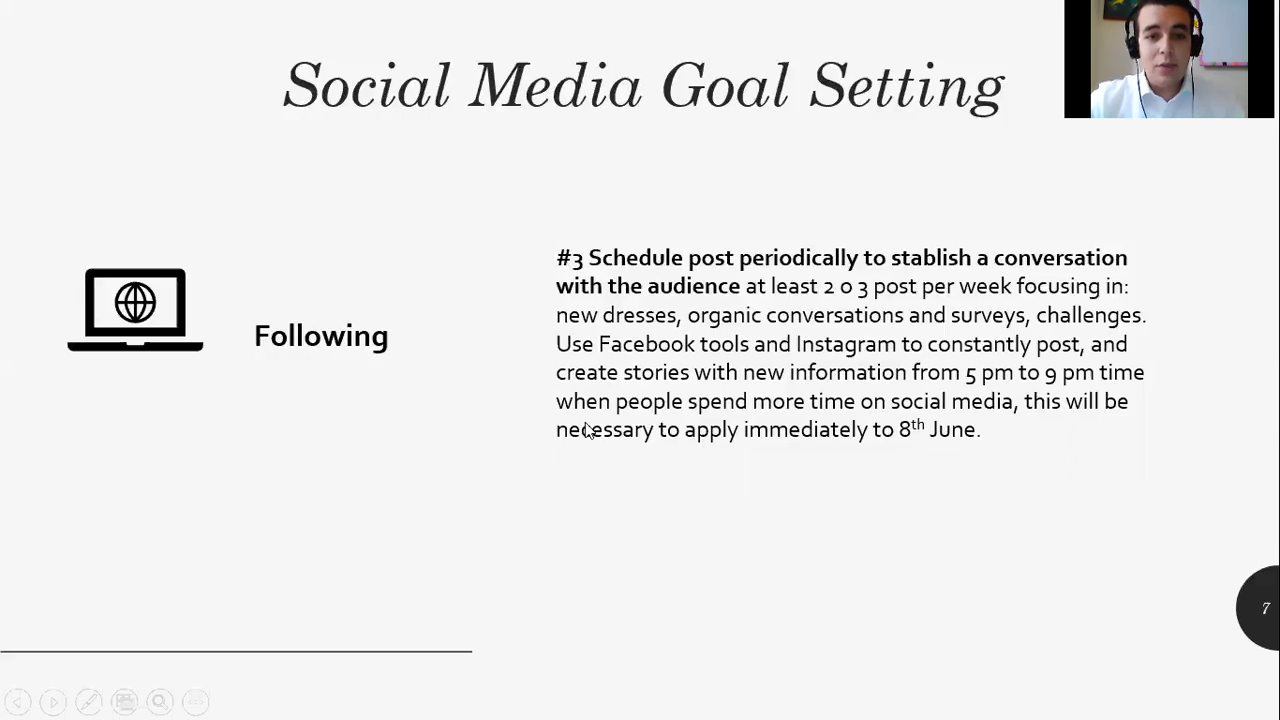 Social Media Goal Setting
Following
#3 Schedule post periodically to stablish a conversation
with the audience at least 2 o 3 post per week focusing in:
new dresses, organic conversations and surveys, challenges.
Use Facebook tools and Instagram to constantly post, and
create stories with new information from 5 pm to 9 pm time
when people spend more time on social media, this will be
necessary to apply immediately to 8th June.
7